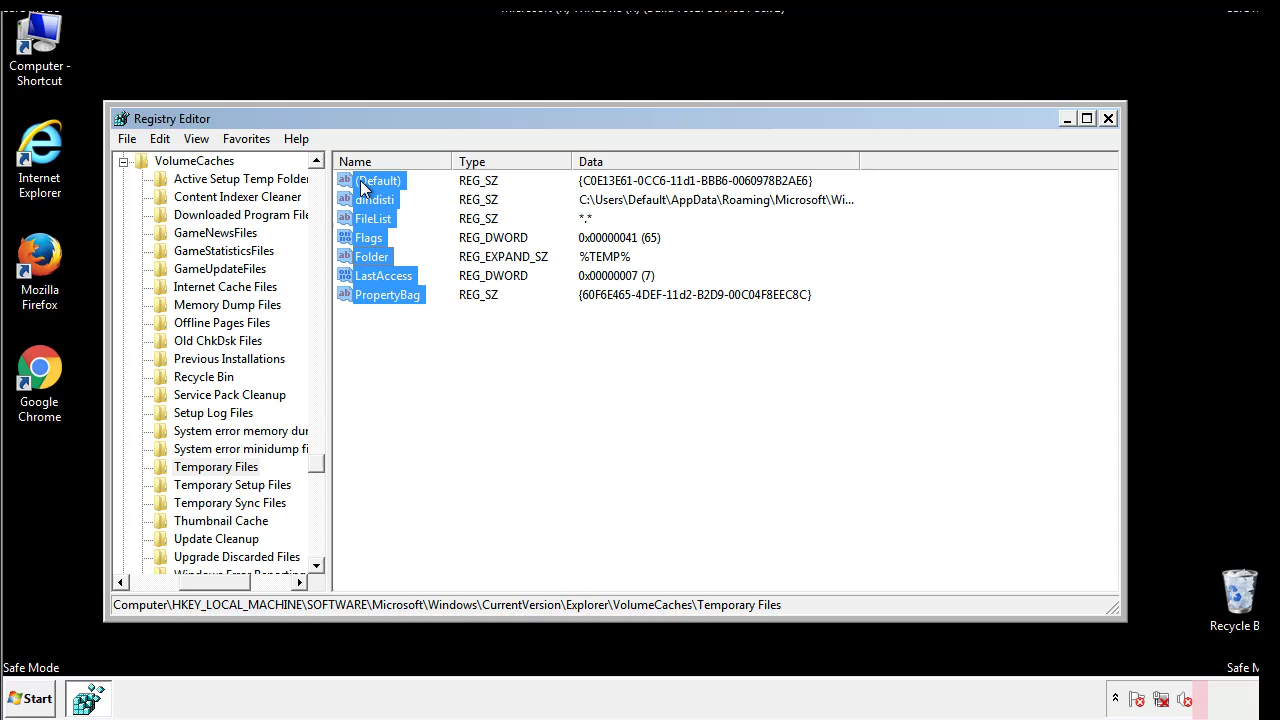 Computer -
Shortcut
Internet
Explorer
Mozilla
Firefox
Google
Chrome
Registry Editor
File Edit View Favorites Help
VolumeCaches
Active Setup Temp Folder
Content Indexer Cleaner
Downloaded Program File
GameNewsFiles
GameStatisticsFiles
GameUpdateFiles
Internet Cache Files
Memory Dump Files
Offline Pages Files
Old ChkDsk Files
Previous Installations
Recycle Bin
Service Pack Cleanup
Setup Log Files
System error memory dur
System error minidump fi
Temporary Files
Temporary Setup Files
Temporary Sync Files
Thumbnail Cache
Update Cleanup
Upgrade Discarded Files
Windows Error Reporting
Name Type Data
(Default) REG_SZ {C0E13E61-0CC6-11d1-BBB6-0060978B2AE6}
REG_SZ C:\Users\Default\AppData\Roaming\Microsoft\Wi...
FileList REG_SZ *.*
Flags REG_DWORD 0x00000041 (65)
Folder REG_EXPAND_SZ %TEMP%
LastAccess REG_DWORD 0x00000007 (7)
PropertyBag REG_SZ {60F6E465-4DEF-11d2-B2D9-00C04F8EEC8C}
Computer\HKEY_LOCAL_MACHINE\SOFTWARE\Microsoft\Windows\CurrentVersion\Explorer\VolumeCaches\Temporary Files
Recycle B
Safe Mode
Safe M
Start